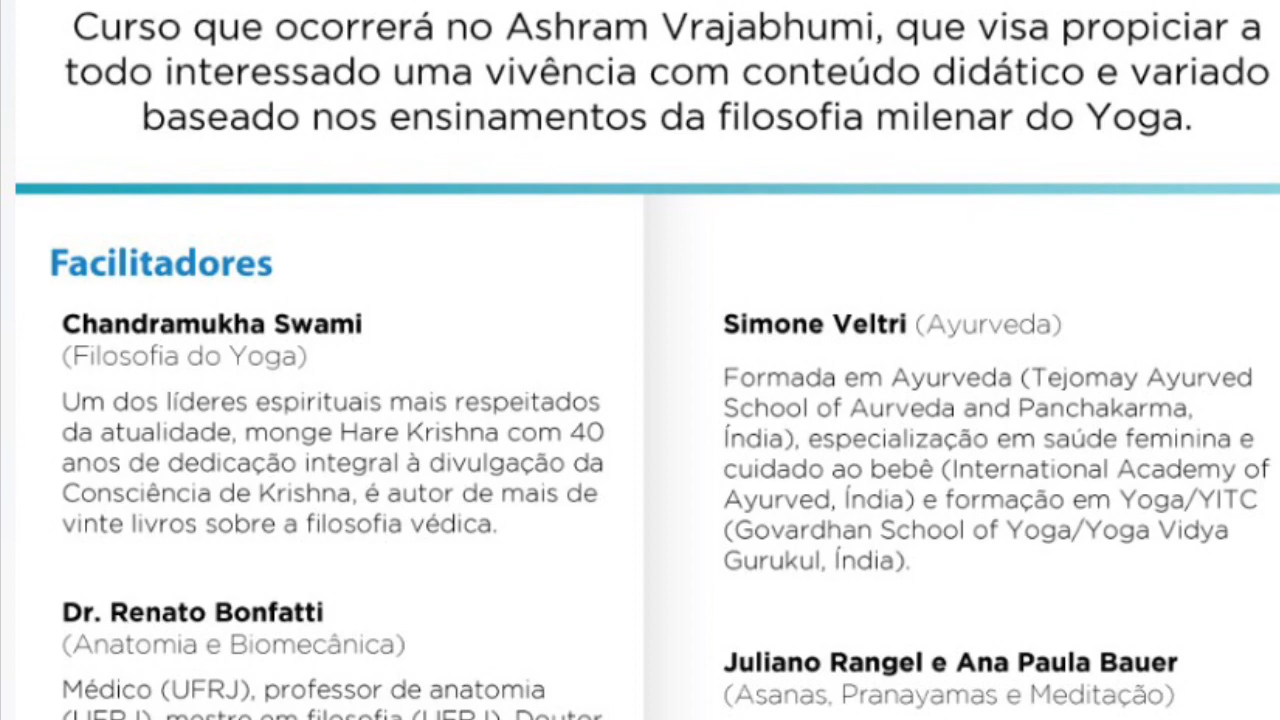 Curso que ocorrerá no Ashram Vrajabhumi, que visa propiciar a
todo interessado uma vivência com conteúdo didático e variado
baseado nos ensinamentos da filosofia milenar do Yoga.
Facilitadores
Chandramukha Swami
(Filosofia do Yoga)
Um dos líderes espirituais mais respeitados
da atualidade, monge Hare Krishna com 40
anos de dedicação integral à divulgação da
Consciência de Krishna, é autor de mais de
vinte livros sobre a filosofia védica.
Dr. Renato Bonfatti
(Anatomia e Biomecânica)
Médico (UFRJ), professor de anatomia
(UFRJ), mestre em filosofia (UFRJ), Doutor
Simone Veltri (Ayurveda)
Formada em Ayurveda (Tejomay Ayurved
School of Aurveda and Panchakarma,
Índia), especialização em saúde feminina e
cuidado ao bebê (International Academy of
Ayurved, Índia) e formação em Yoga/YITC
(Govardhan School of Yoga/Yoga Vidya
Gurukul, Índia).
Juliano Rangel e Ana Paula Bauer
(Asanas, Pranayamas e Meditação)